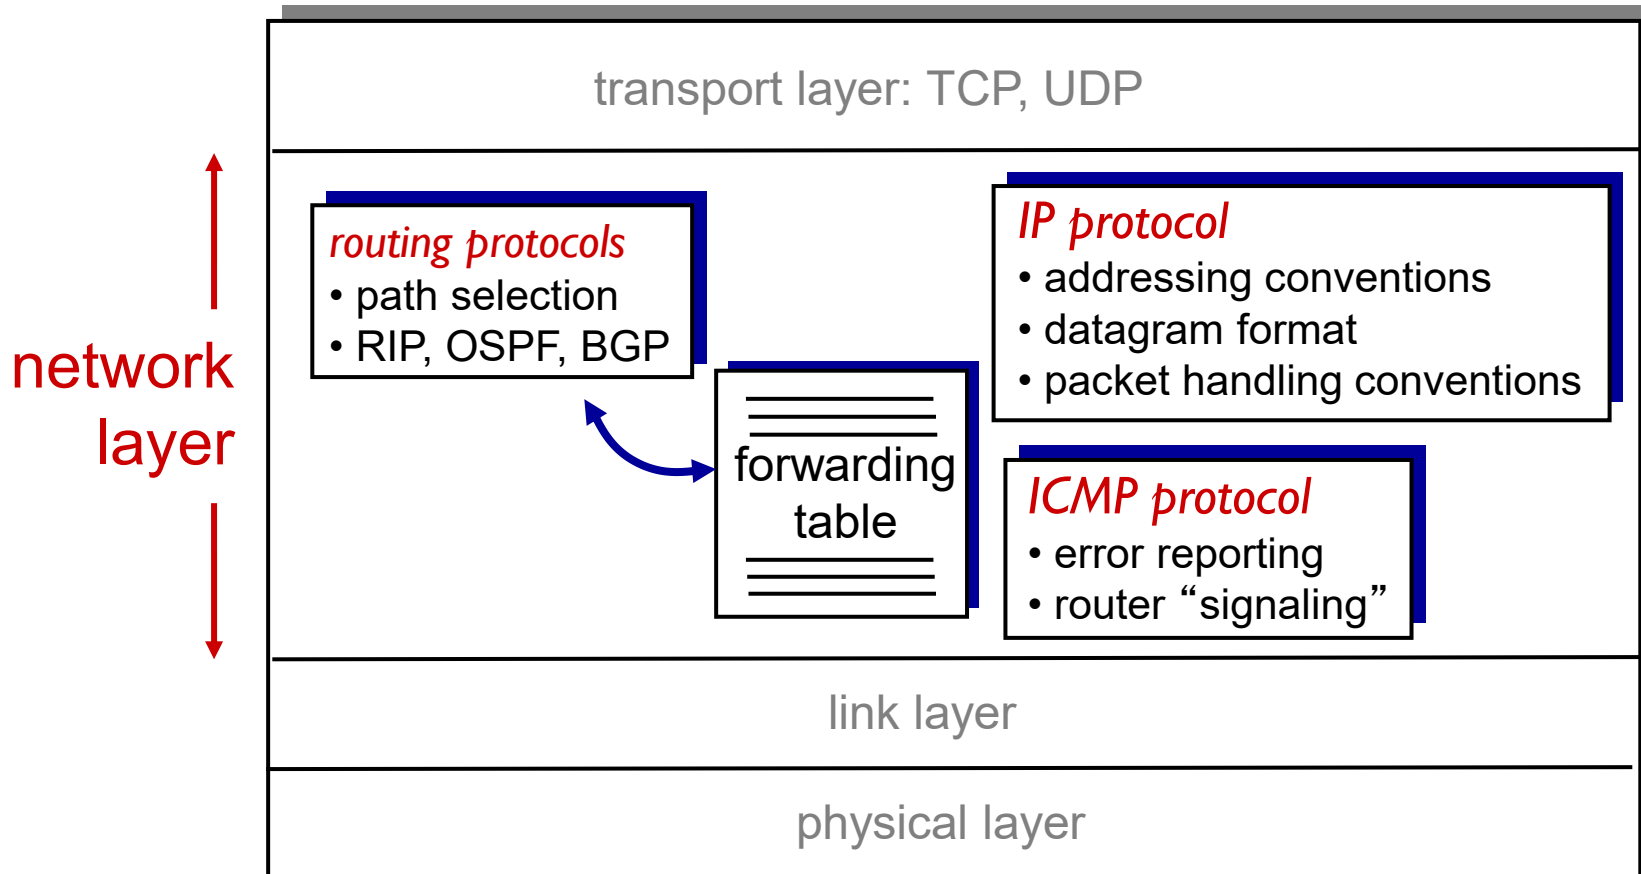 transport layer: TCP, UDP
network
layer
routing protocols
• path selection
• RIP, OSPF, BGP
forwarding
table
IP protocol
• addressing conventions
• datagram format
• packet handling conventions
ICMP protocol
• error reporting
• router “signaling”
link layer
physical layer